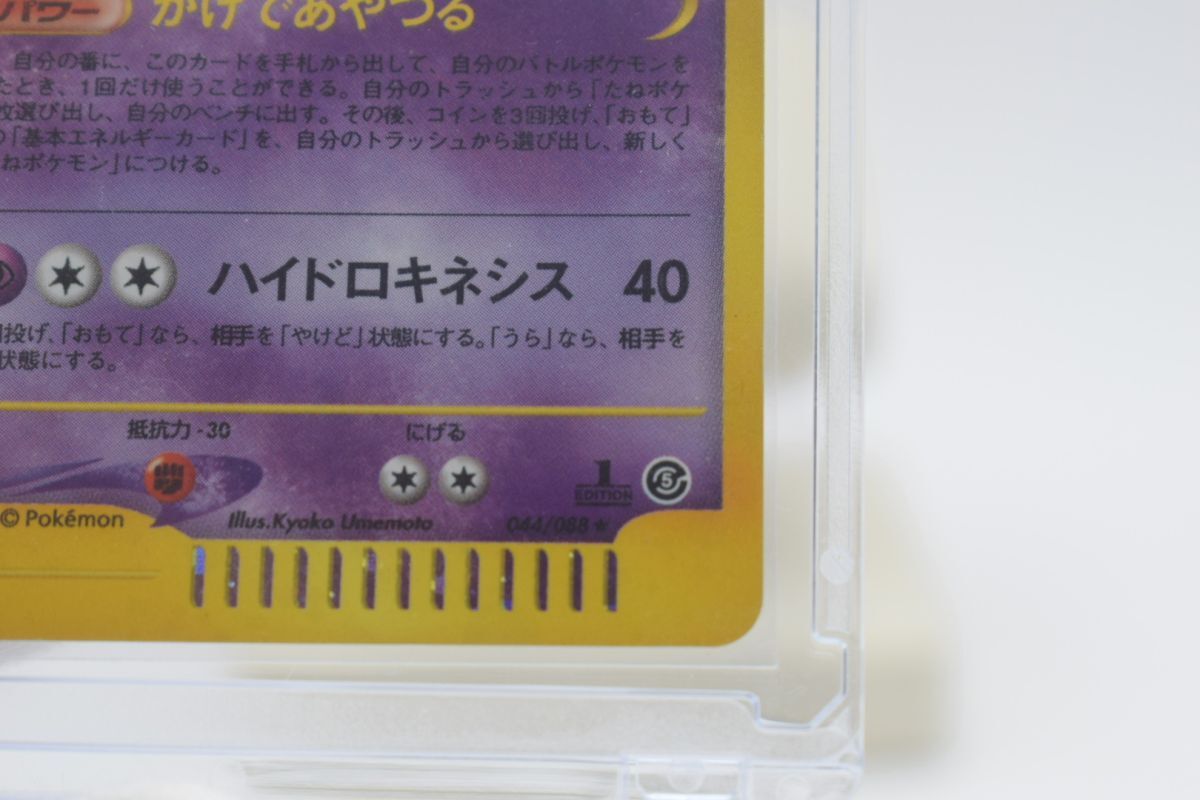 パワー かげであやつる
自分の番に、このカードを手札から出して、自分のバトルポケモンを
たとき、1回だけ使うことができる。自分のトラッシュから「たねポケ
枚選び出し、自分のベンチに出す。その後、コインを3回投げ、「おもて」
の「基本エネルギーカード」を、自分のトラッシュから選び出し、新しく
ねポケモン」につける。
ハイドロキネシス 40
回投げ、「おもて」なら、相手を「やけど」状態にする。「うら」なら、相手を
状態にする。
抵抗力 -30 にげる
1 EDITION 5
© Pokémon Illus.Kyoko Umemoto 044/088 ★